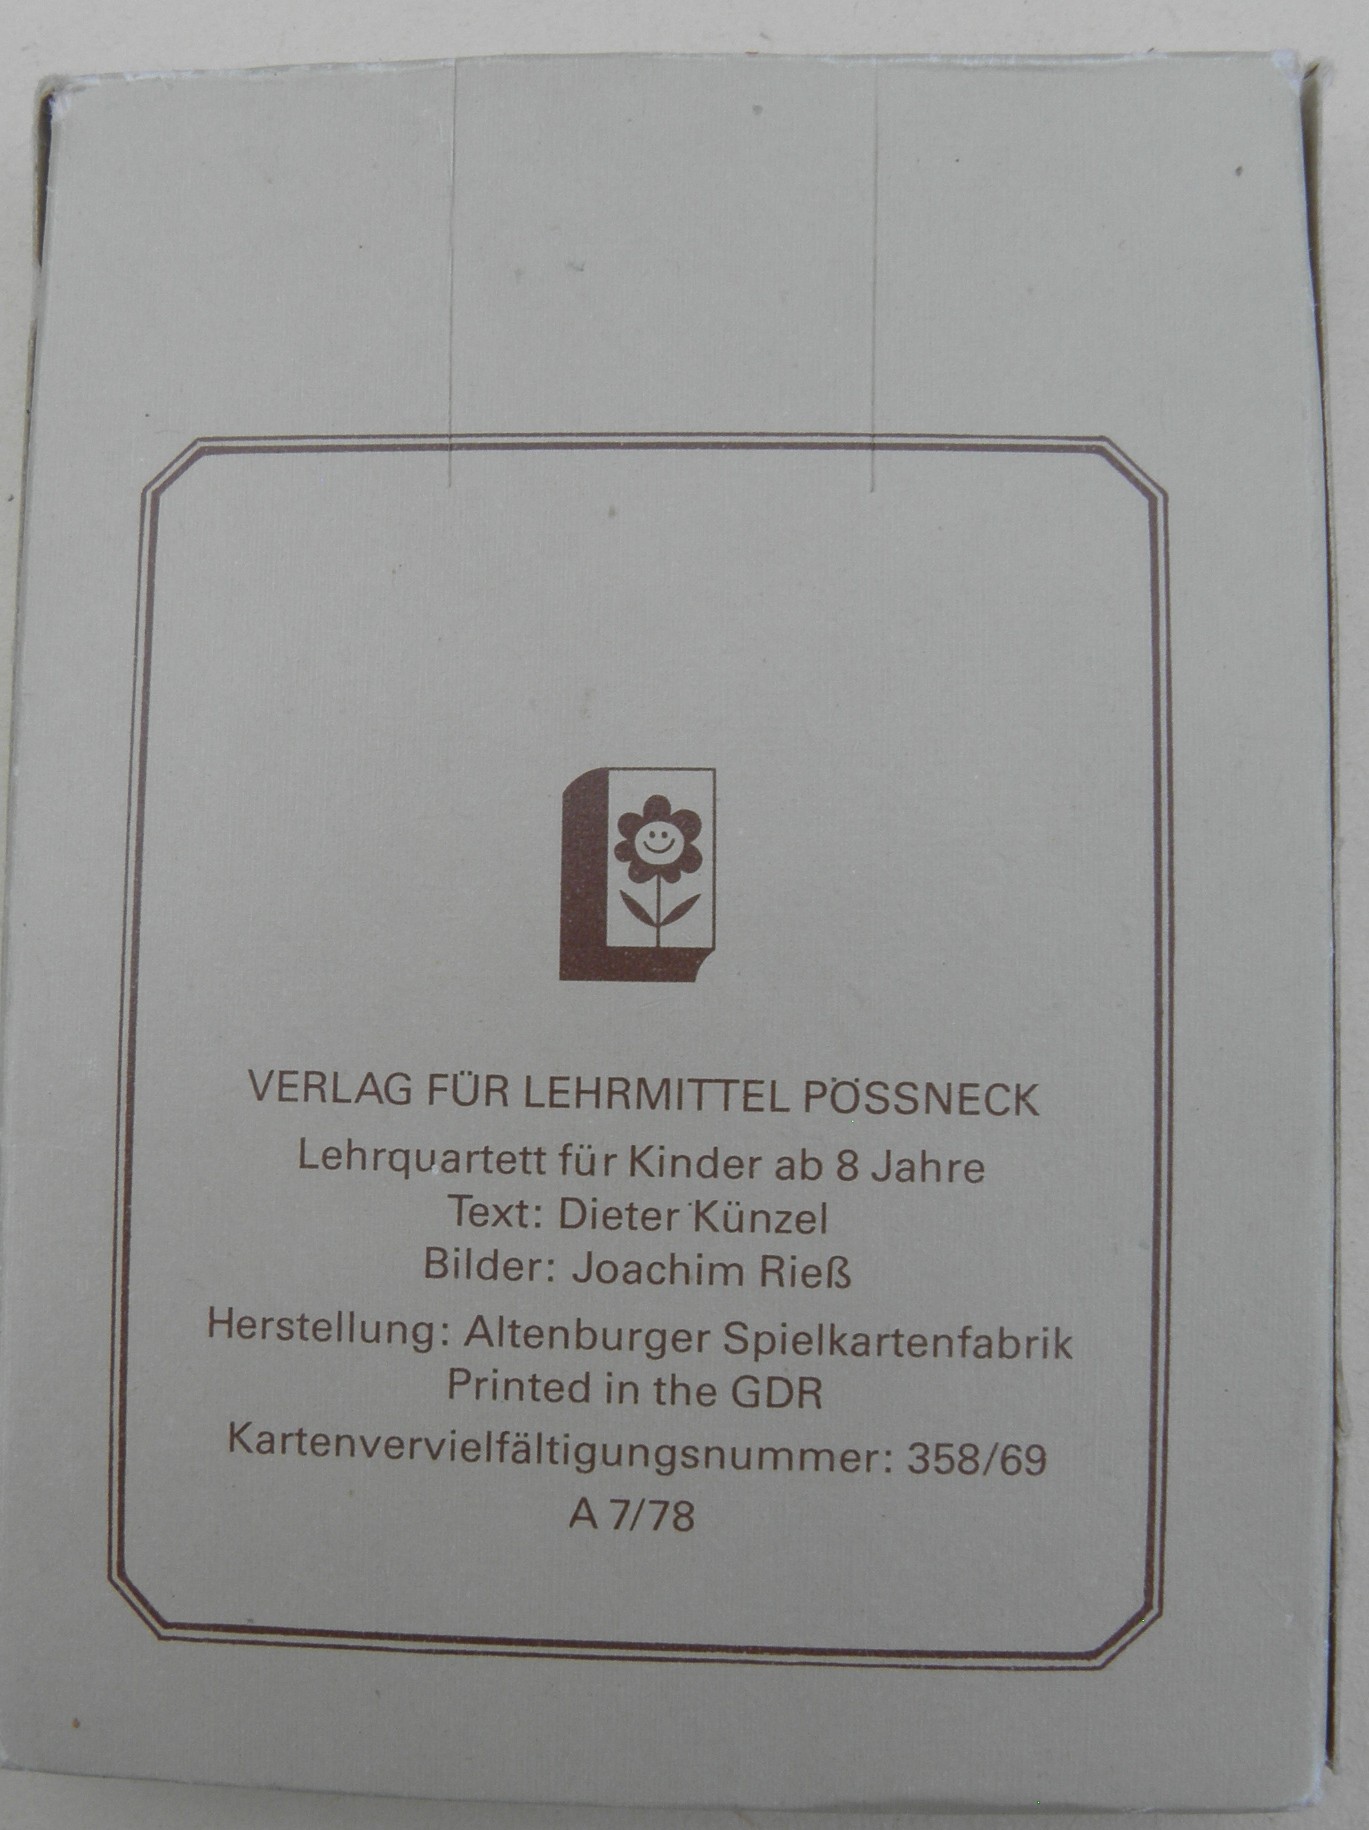 VERLAG FÜR LEHRMITTEL PÖSSNECK
Lehrquartett für Kinder ab 8 Jahre
Text: Dieter Künzel
Bilder: Joachim Rieß
Herstellung: Altenburger Spielkartenfabrik
Printed in the GDR
Kartenvervielfältigungsnummer: 358/69
A 7/78